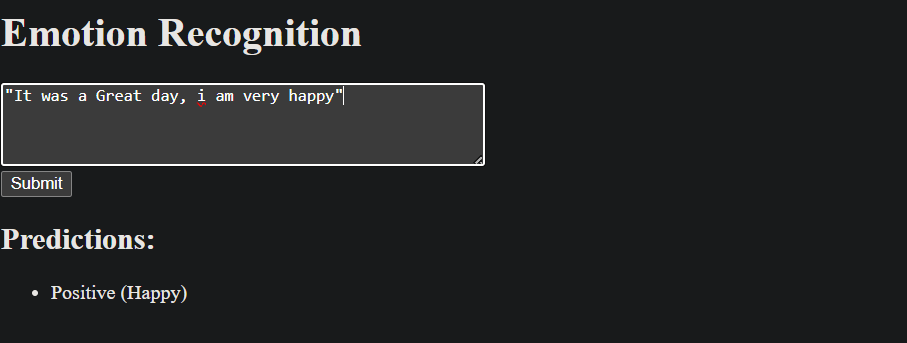 Emotion Recognition
"It was a Great day, i am very happy"
Submit
Predictions:
• Positive (Happy)